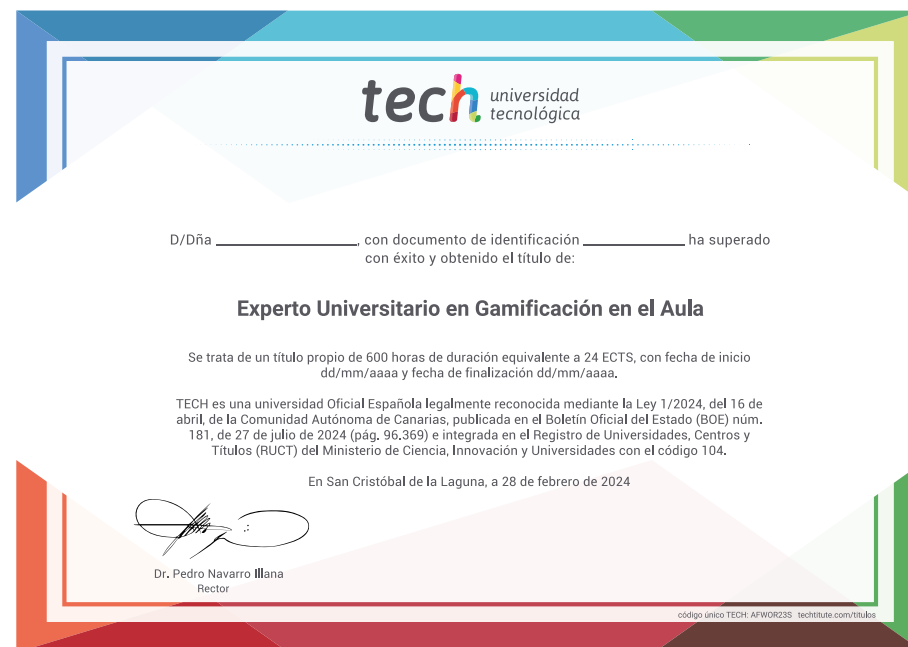 tech universidad
tecnológica
D/Dña ________________, con documento de identificación ____________ ha superado
con éxito y obtenido el título de:
Experto Universitario en Gamificación en el Aula
Se trata de un título propio de 600 horas de duración equivalente a 24 ECTS, con fecha de inicio
dd/mm/aaaa y fecha de finalización dd/mm/aaaa.
TECH es una universidad Oficial Española legalmente reconocida mediante la Ley 1/2024, del 16 de
abril, de la Comunidad Autónoma de Canarias, publicada en el Boletín Oficial del Estado (BOE) núm.
181, de 27 de julio de 2024 (pág. 96.369) e integrada en el Registro de Universidades, Centros y
Títulos (RUCT) del Ministerio de Ciencia, Innovación y Universidades con el código 104.
En San Cristóbal de la Laguna, a 28 de febrero de 2024
Dr. Pedro Navarro Illana
Rector
código único TECH: AFWOR23S techtitute.com/titulos